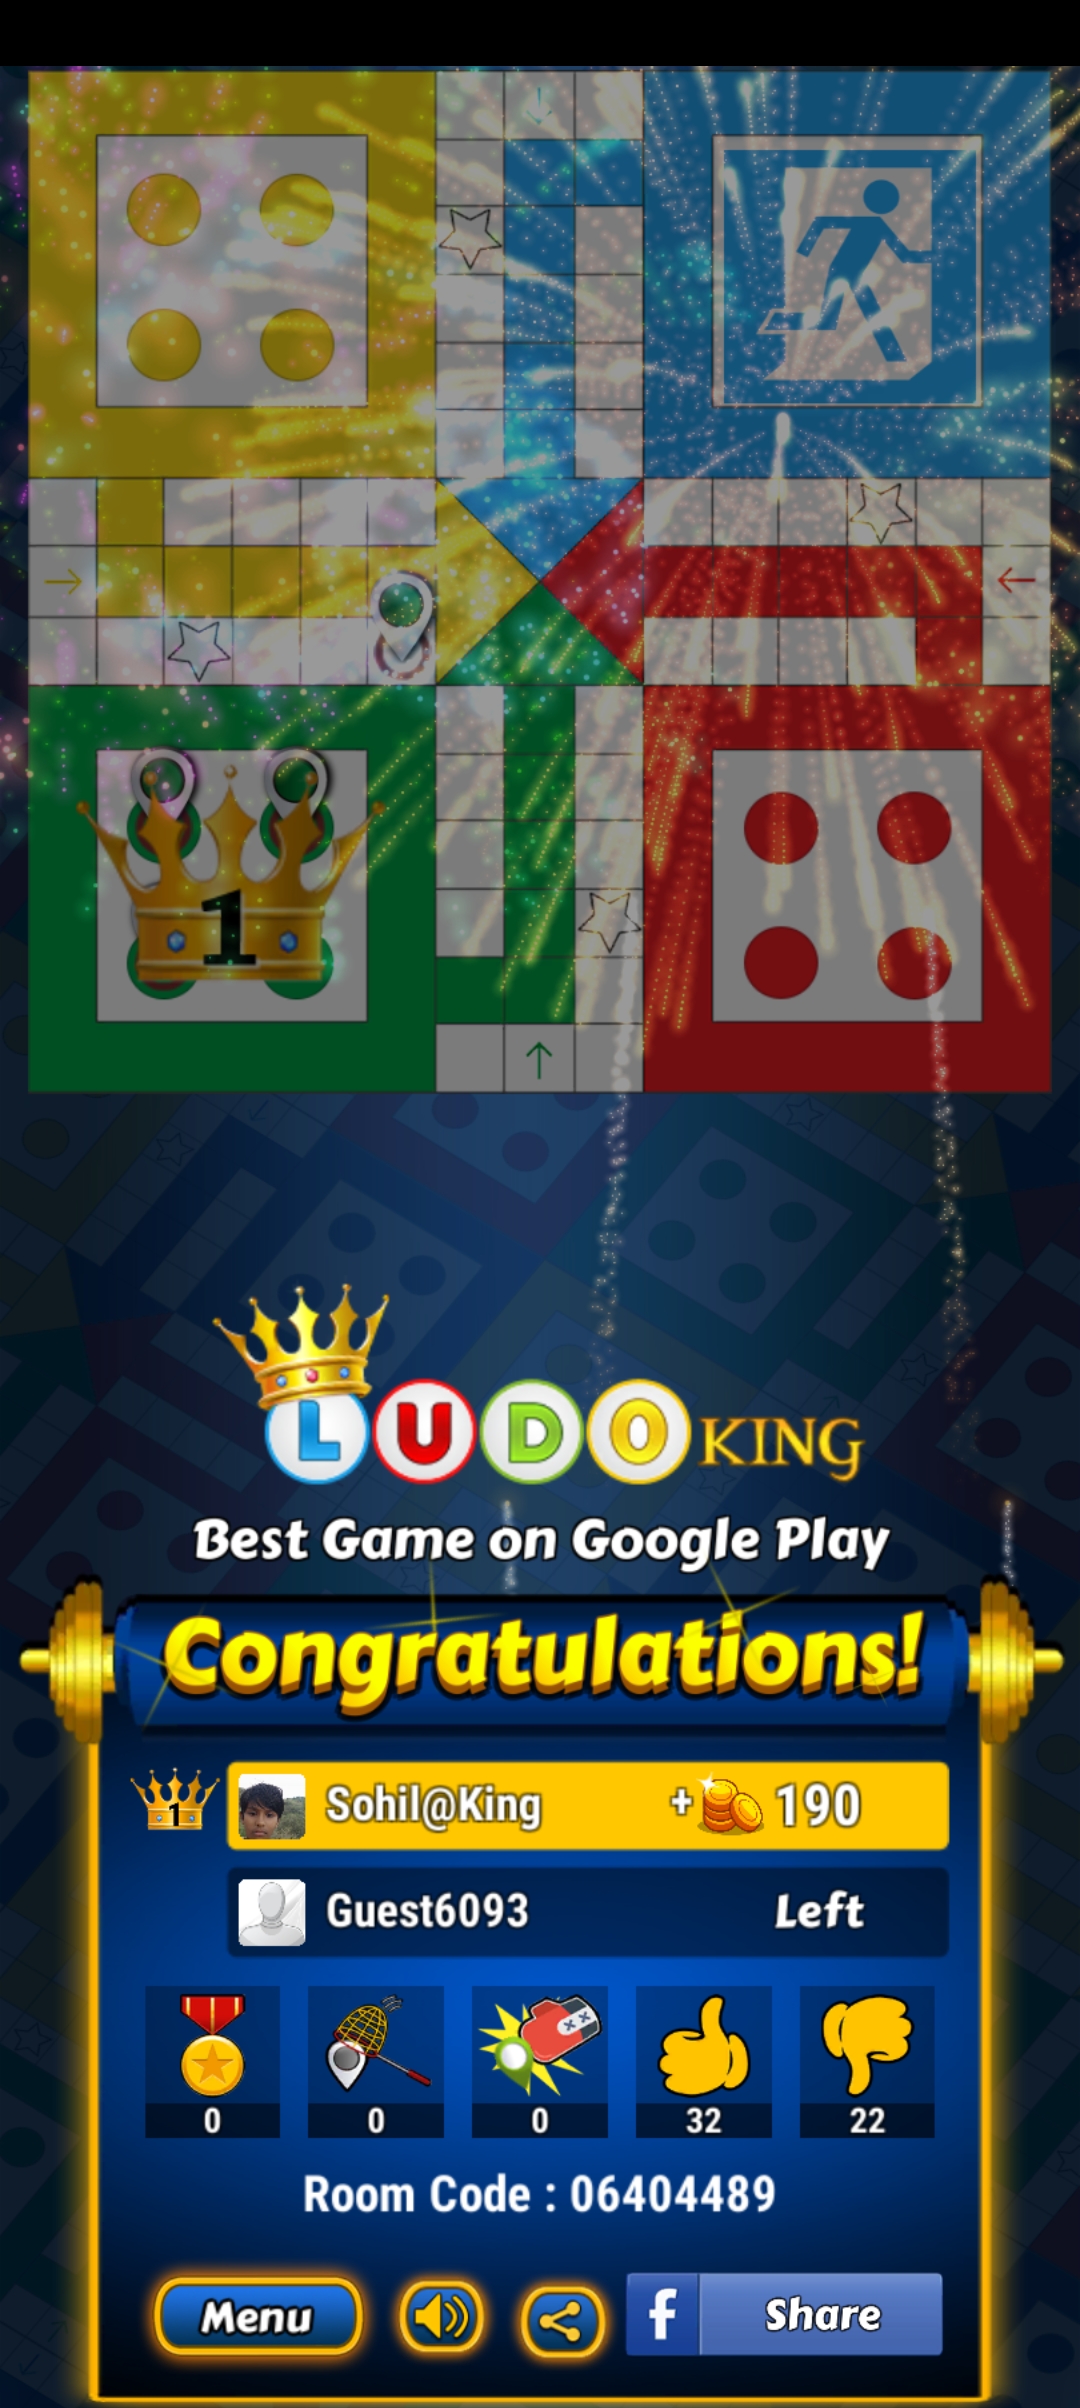 1
LUDO KING
Best Game on Google Play
Congratulations!
1 Sohil@King + 190
Guest6093 Left
0 0 0 32 22
Room Code : 06404489
Menu f Share